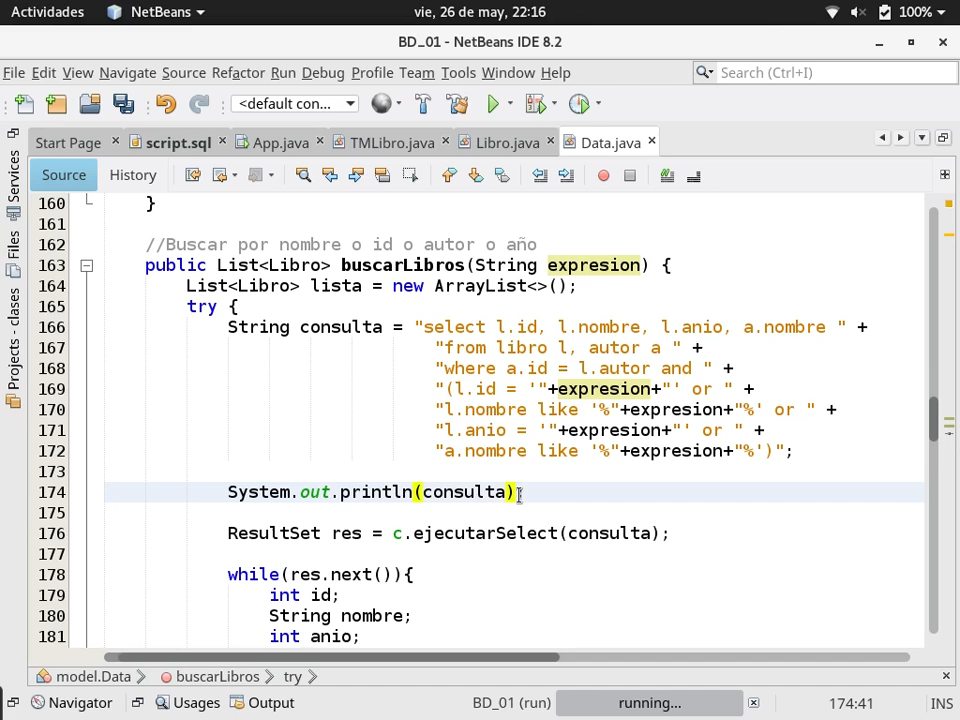 Actividades NetBeans vie, 26 de may, 22:16 100%
BD_01 - NetBeans IDE 8.2
File Edit View Navigate Source Refactor Run Debug Profile Team Tools Window Help Search (Ctrl+I)
<default con...
Start Page script.sql App.java TMLibro.java Libro.java Data.java
Source History
Services
Files
Projects - clases
160 }
161
162 //Buscar por nombre o id o autor o año
163 public List<Libro> buscarLibros(String expresion) {
164 List<Libro> lista = new ArrayList<>();
165 try {
166 String consulta = "select l.id, l.nombre, l.anio, a.nombre " +
167 "from libro l, autor a " +
168 "where a.id = l.autor and " +
169 "(l.id = '"+expresion+"' or " +
170 "l.nombre like '%"+expresion+"%' or " +
171 "l.anio = '"+expresion+"' or " +
172 "a.nombre like '%"+expresion+"%')";
173
174 System.out.println(consulta);
175
176 ResultSet res = c.ejecutarSelect(consulta);
177
178 while(res.next()){
179 int id;
180 String nombre;
181 int anio;
model.Data buscarLibros try
Navigator Usages Output BD_01 (run) running... 174:41 INS